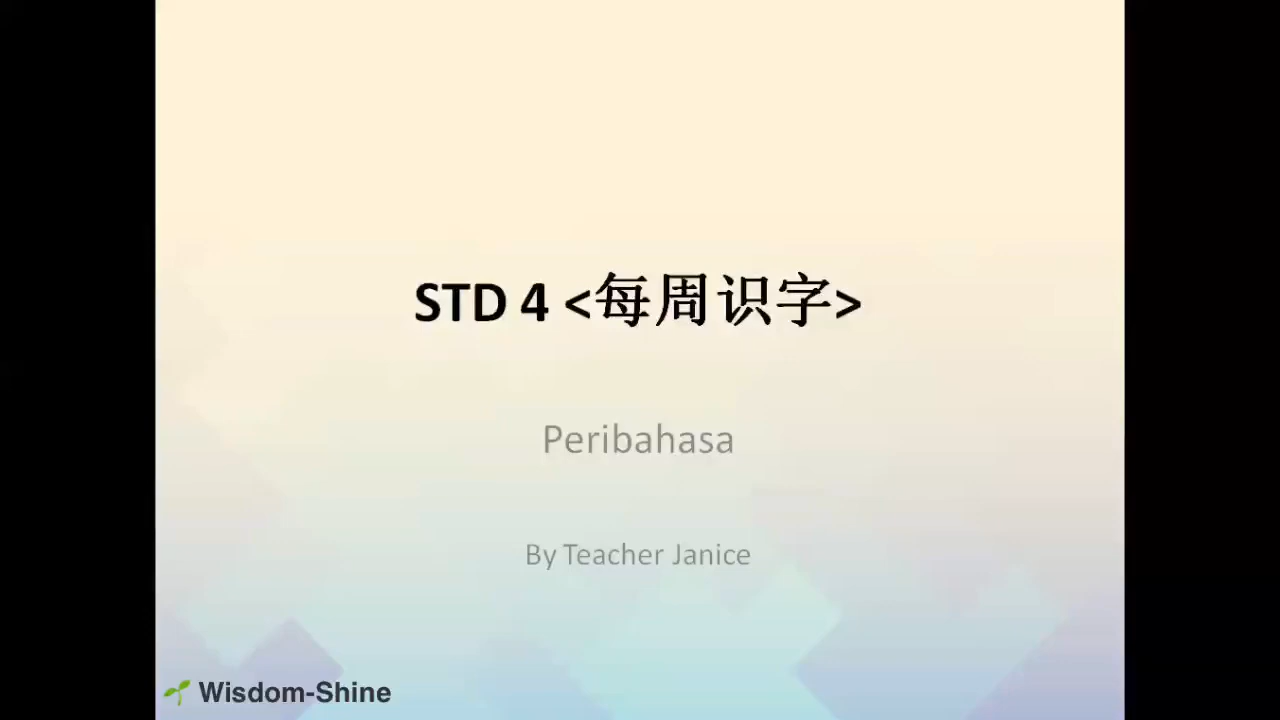 STD 4 <每周识字>
Peribahasa
By Teacher Janice
Wisdom-Shine